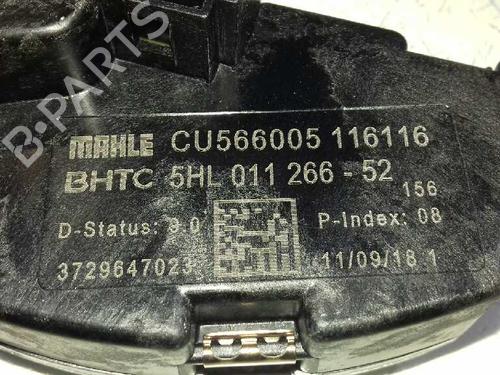 B-PARTS
MAHLE CU566005 116116
BHTC 5HL 011 266 - 52
156
D-Status: 9.0 P-Index: 08
3729647023 11/09/18 1